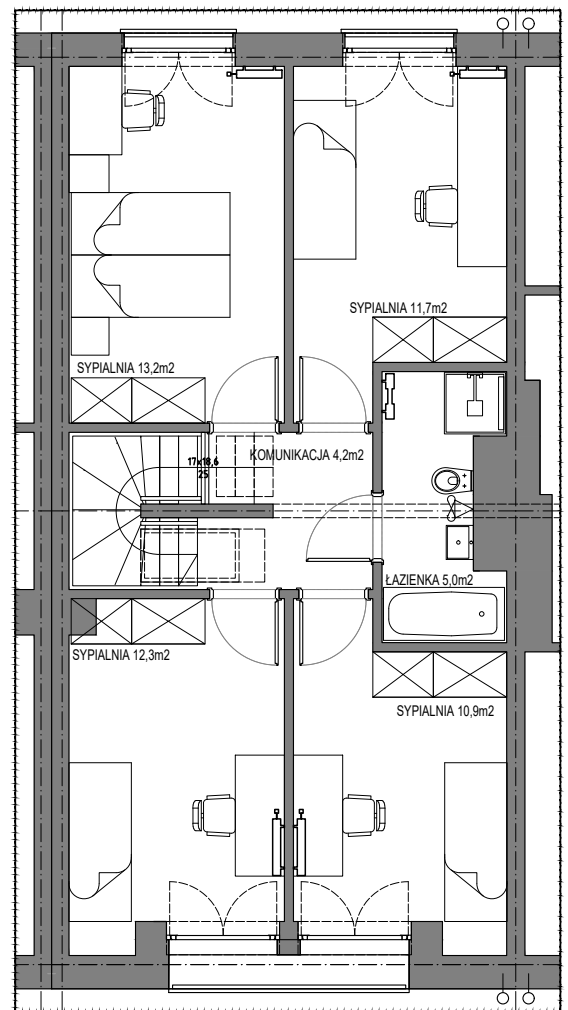 SYPIALNIA 11,7m2
SYPIALNIA 13,2m2
KOMUNIKACJA 4,2m2
17x18,6
25
ŁAZIENKA 5,0m2
SYPIALNIA 12,3m2
SYPIALNIA 10,9m2